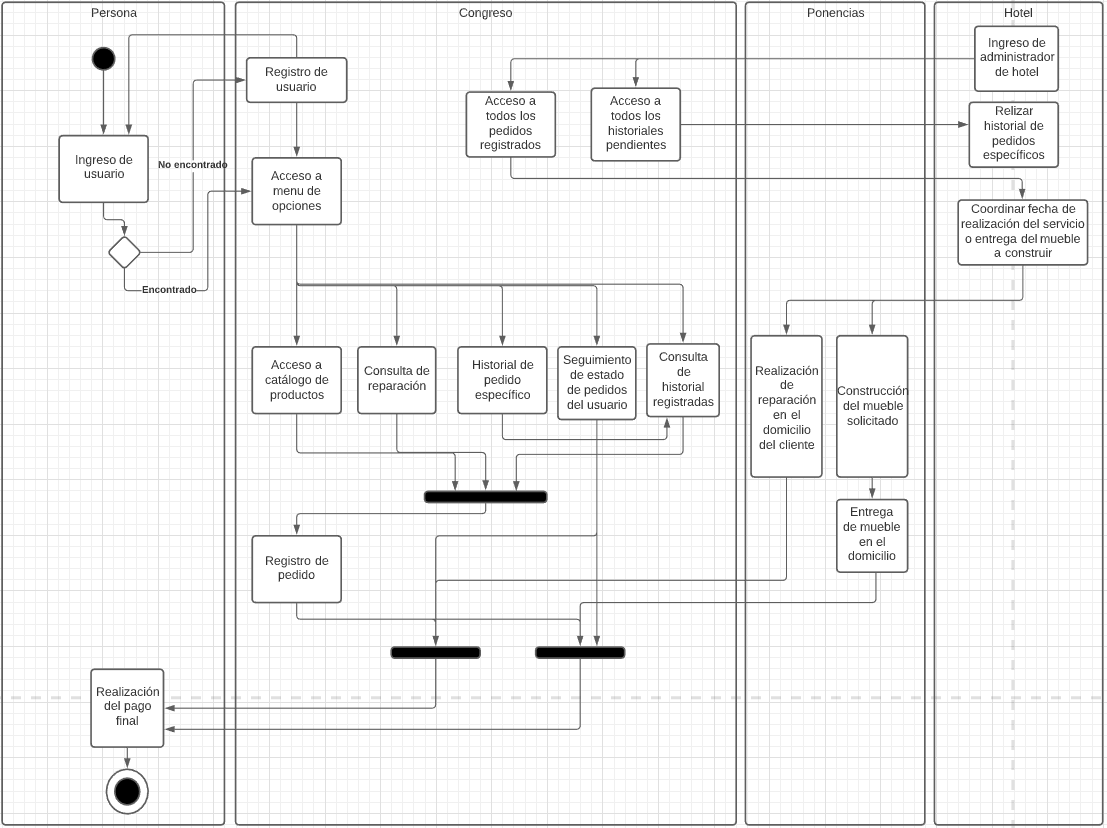 Persona
Congreso
Ponencias
Hotel
Registro de
usuario
Ingreso de
administrador
de hotel
Acceso a
todos los
pedidos
registrados
Acceso a
todos los
historiales
pendientes
Relizar
historial de
pedidos
específicos
Ingreso de
usuario
No encontrado
Acceso a
menu de
opciones
Coordinar fecha de
realización del servicio
o entrega del mueble
a construir
Encontrado
Acceso a
catálogo de
productos
Consulta de
reparación
Historial de
pedido
específico
Seguimiento
de estado
de pedidos
del usuario
Consulta
de
historial
registradas
Realización
de
reparación
en el
domicilio
del cliente
Construcción
del mueble
solicitado
Entrega
de mueble
en el
domicilio
Registro de
pedido
Realización
del pago
final